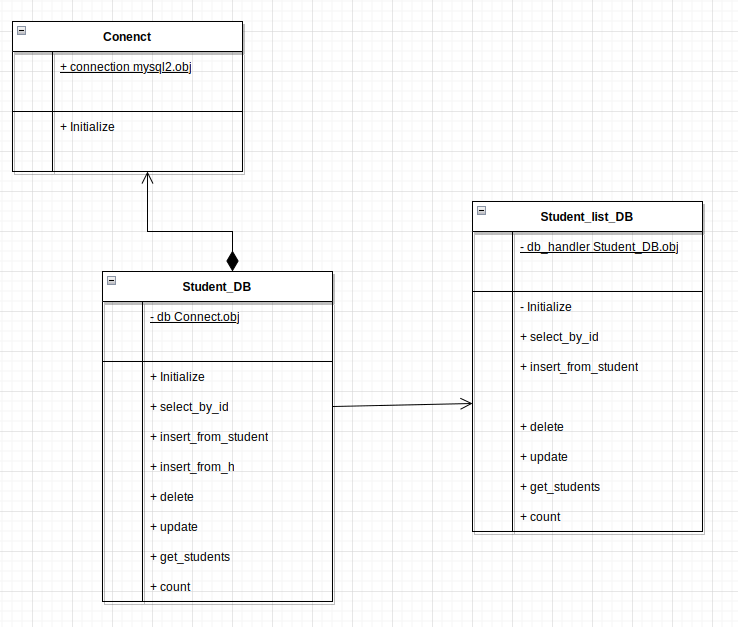 Conenct
+ connection mysql2.obj
+ Initialize
Student_DB
- db Connect.obj
+ Initialize
+ select_by_id
+ insert_from_student
+ insert_from_h
+ delete
+ update
+ get_students
+ count
Student_list_DB
- db_handler Student_DB.obj
- Initialize
+ select_by_id
+ insert_from_student
+ delete
+ update
+ get_students
+ count